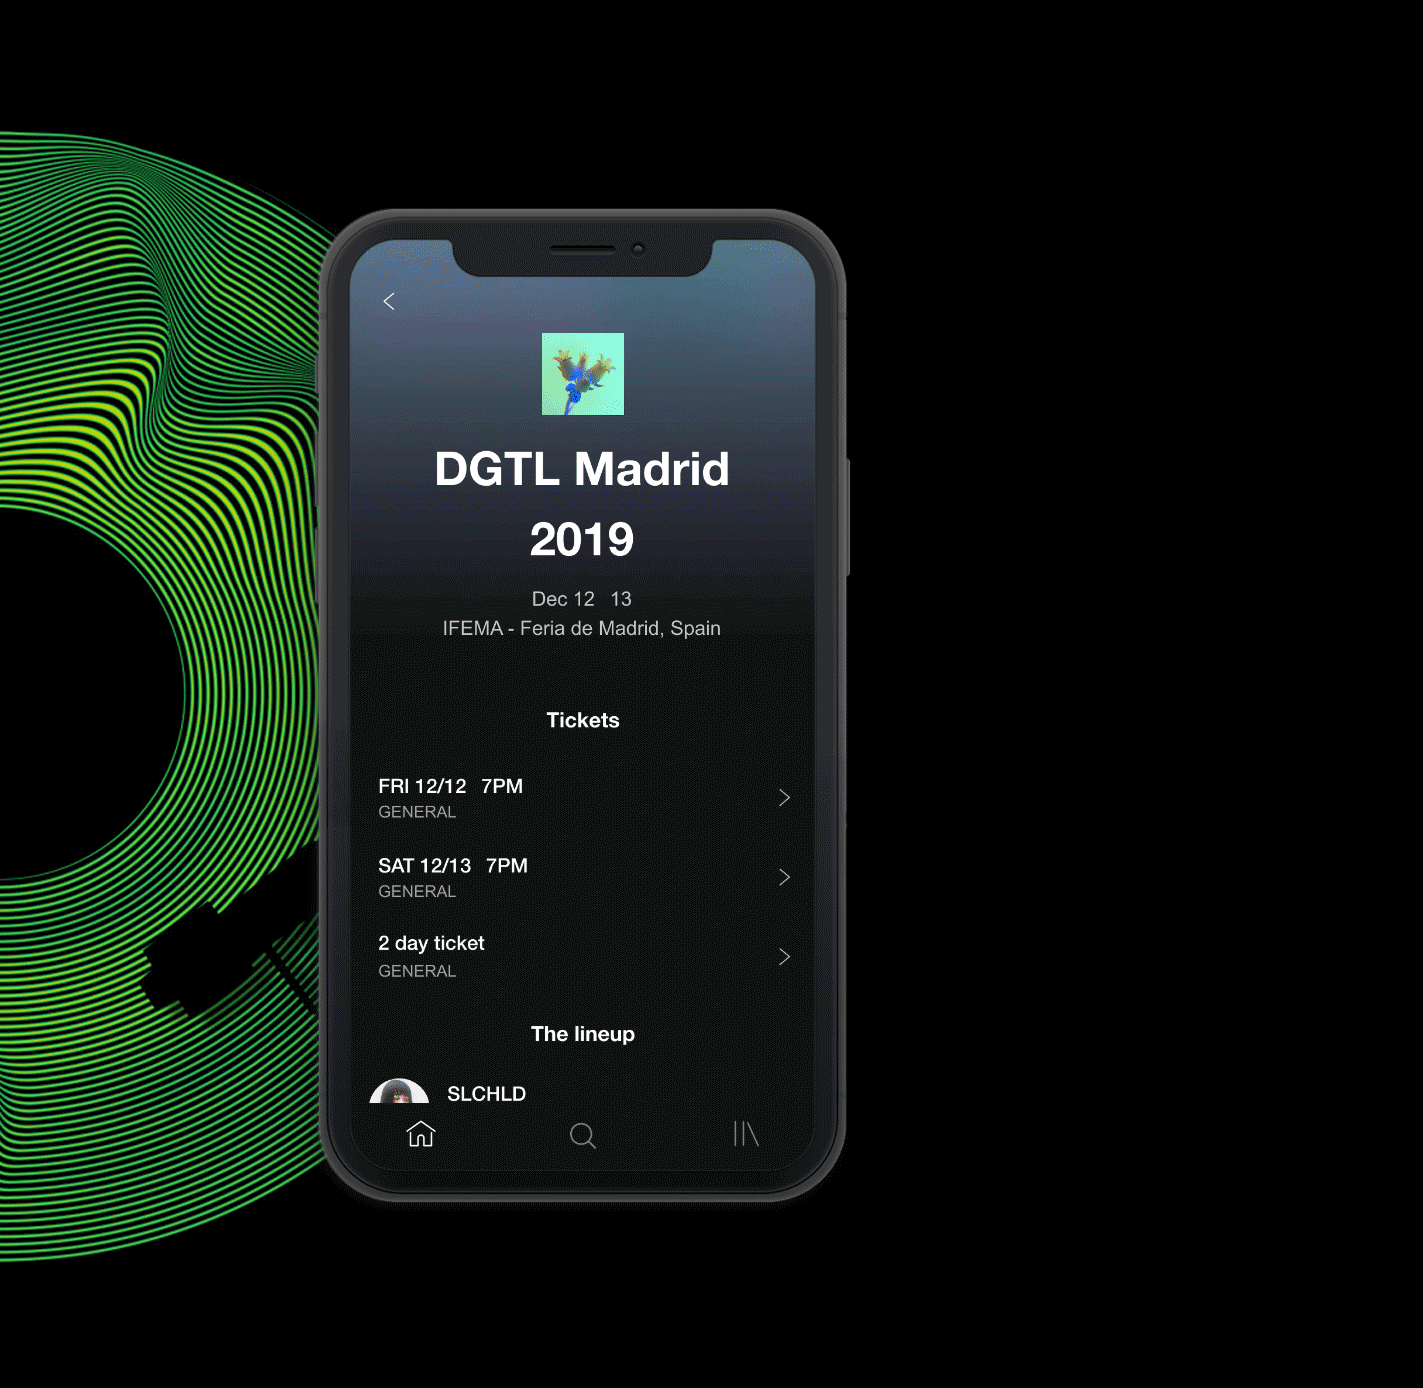 DGTL Madrid
2019
Dec 12 13
IFEMA - Feria de Madrid, Spain
Tickets
FRI 12/12 7PM
GENERAL
SAT 12/13 7PM
GENERAL
2 day ticket
GENERAL
The lineup
SLCHLD